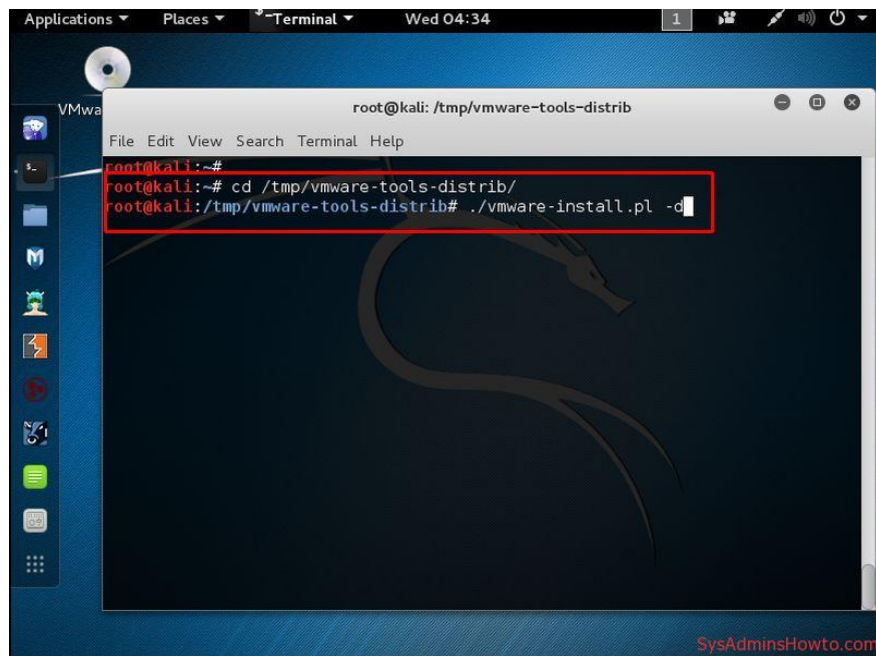 Applications Places Terminal Wed 04:34 1
VMwa
root@kali: /tmp/vmware-tools-distrib
File Edit View Search Terminal Help
root@kali:~#
root@kali:~# cd /tmp/vmware-tools-distrib/
root@kali:/tmp/vmware-tools-distrib# ./vmware-install.pl -d
SysAdminsHowto.com